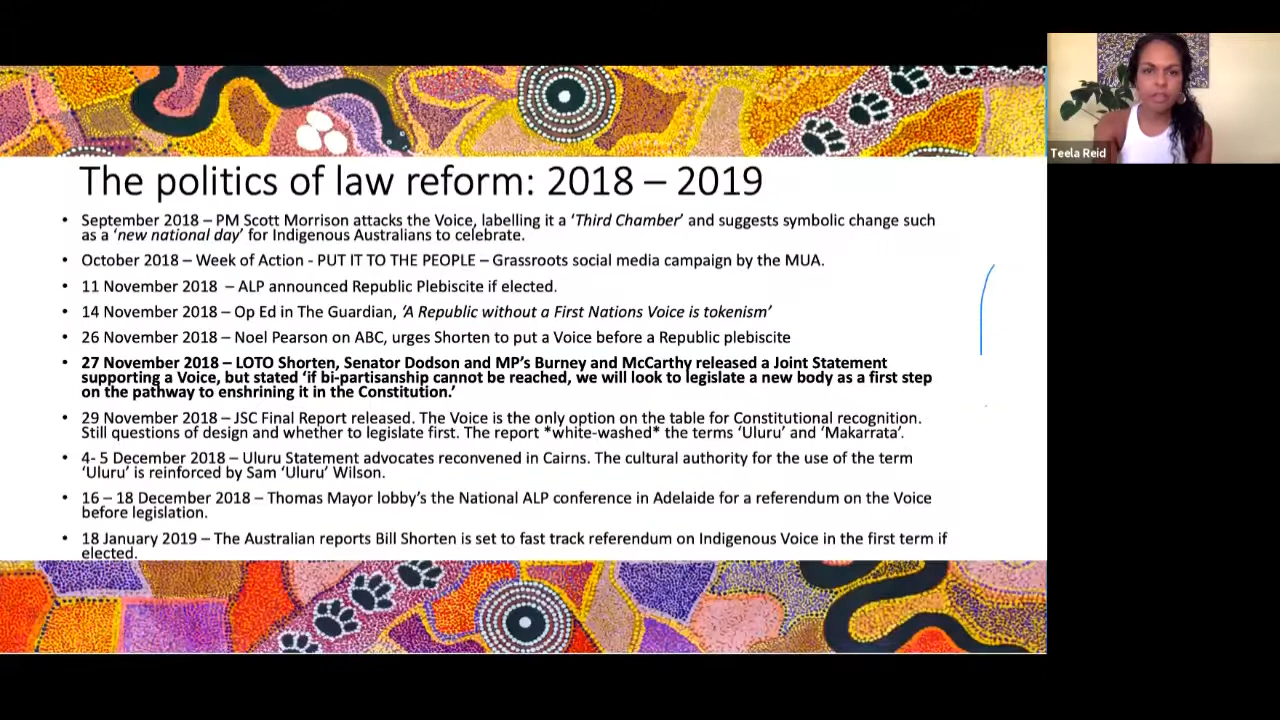 The politics of law reform: 2018 – 2019
• September 2018 – PM Scott Morrison attacks the Voice, labelling it a ‘Third Chamber’ and suggests symbolic change such
as a ‘new national day’ for Indigenous Australians to celebrate.
• October 2018 – Week of Action - PUT IT TO THE PEOPLE – Grassroots social media campaign by the MUA.
• 11 November 2018 – ALP announced Republic Plebiscite if elected.
• 14 November 2018 – Op Ed in The Guardian, ‘A Republic without a First Nations Voice is tokenism’
• 26 November 2018 – Noel Pearson on ABC, urges Shorten to put a Voice before a Republic plebiscite
• 27 November 2018 – LOTO Shorten, Senator Dodson and MP’s Burney and McCarthy released a Joint Statement
supporting a Voice, but stated ‘if bi-partisanship cannot be reached, we will look to legislate a new body as a first step
on the pathway to enshrining it in the Constitution.’
• 29 November 2018 – JSC Final Report released. The Voice is the only option on the table for Constitutional recognition.
Still questions of design and whether to legislate first. The report *white-washed* the terms ‘Uluru’ and ‘Makarrata’.
• 4- 5 December 2018 – Uluru Statement advocates reconvened in Cairns. The cultural authority for the use of the term
‘Uluru’ is reinforced by Sam ‘Uluru’ Wilson.
• 16 – 18 December 2018 – Thomas Mayor lobby’s the National ALP conference in Adelaide for a referendum on the Voice
before legislation.
• 18 January 2019 – The Australian reports Bill Shorten is set to fast track referendum on Indigenous Voice in the first term if
elected.
Teela Reid